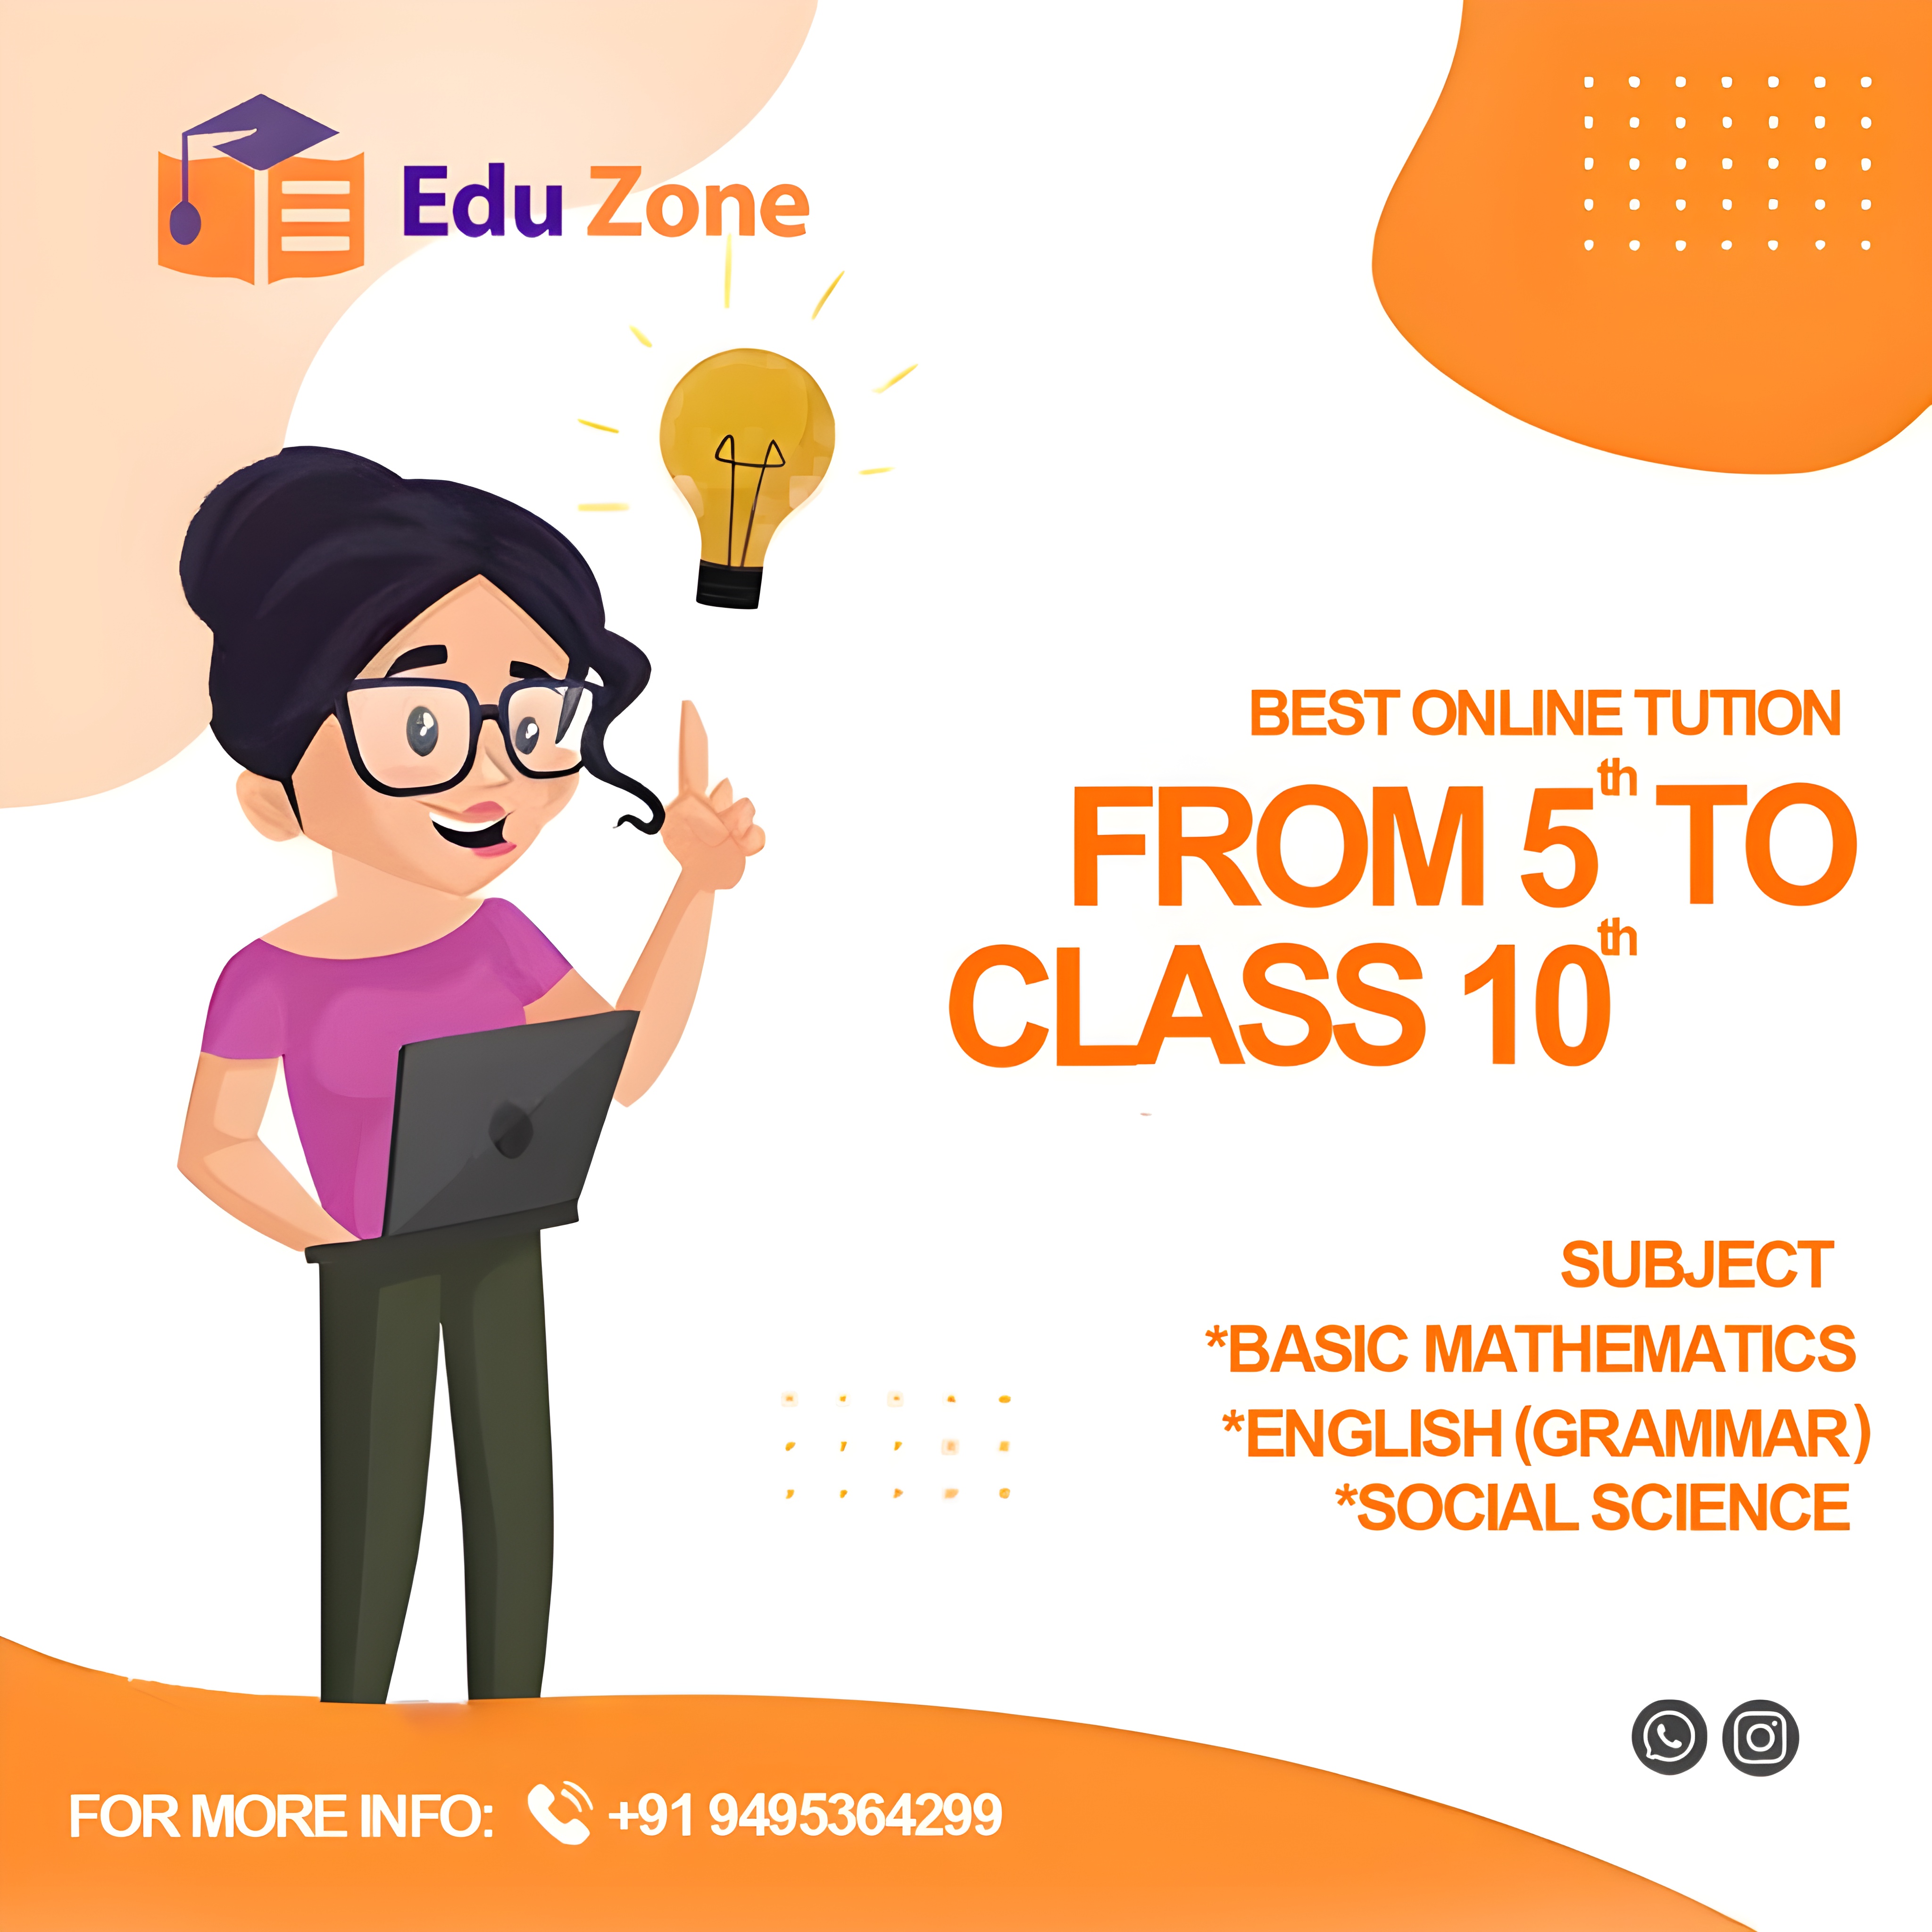 Edu Zone
BEST ONLINE TUTION
FROM 5th TO
CLASS 10th
SUBJECT
*BASIC MATHEMATICS
*ENGLISH (GRAMMAR)
*SOCIAL SCIENCE
FOR MORE INFO: +91 9495364299